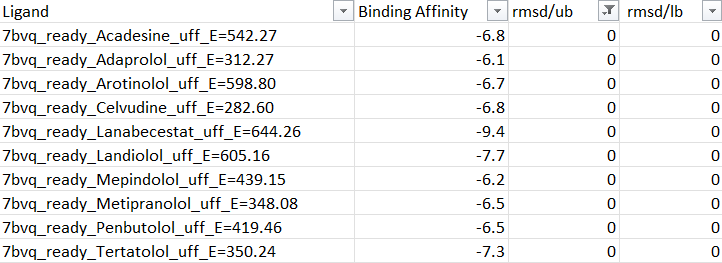 Ligand Binding Affinity rmsd/ub rmsd/lb
7bvq_ready_Acadesine_uff_E=542.27 -6.8 0 0
7bvq_ready_Adaprolol_uff_E=312.27 -6.1 0 0
7bvq_ready_Arotinolol_uff_E=598.80 -6.7 0 0
7bvq_ready_Celvudine_uff_E=282.60 -6.8 0 0
7bvq_ready_Lanabecestat_uff_E=644.26 -9.4 0 0
7bvq_ready_Landiolol_uff_E=605.16 -7.7 0 0
7bvq_ready_Mepindolol_uff_E=439.15 -6.2 0 0
7bvq_ready_Metipranolol_uff_E=348.08 -6.5 0 0
7bvq_ready_Penbutolol_uff_E=419.46 -6.5 0 0
7bvq_ready_Tertatolol_uff_E=350.24 -7.3 0 0